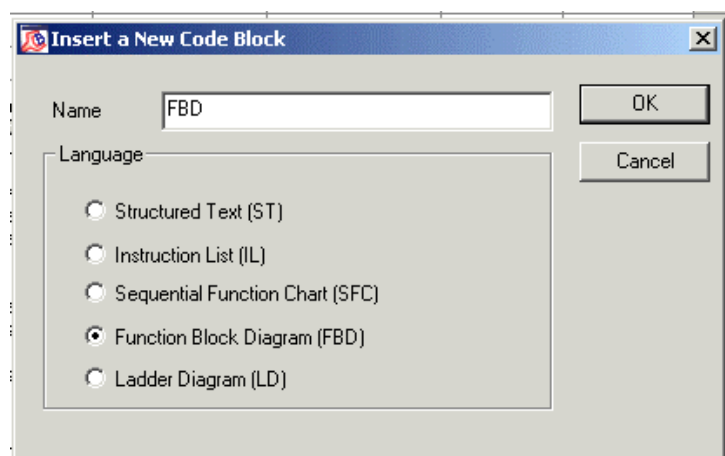 Insert a New Code Block
Name
FBD
OK
Cancel
Language
Structured Text (ST)
Instruction List (IL)
Sequential Function Chart (SFC)
Function Block Diagram (FBD)
Ladder Diagram (LD)